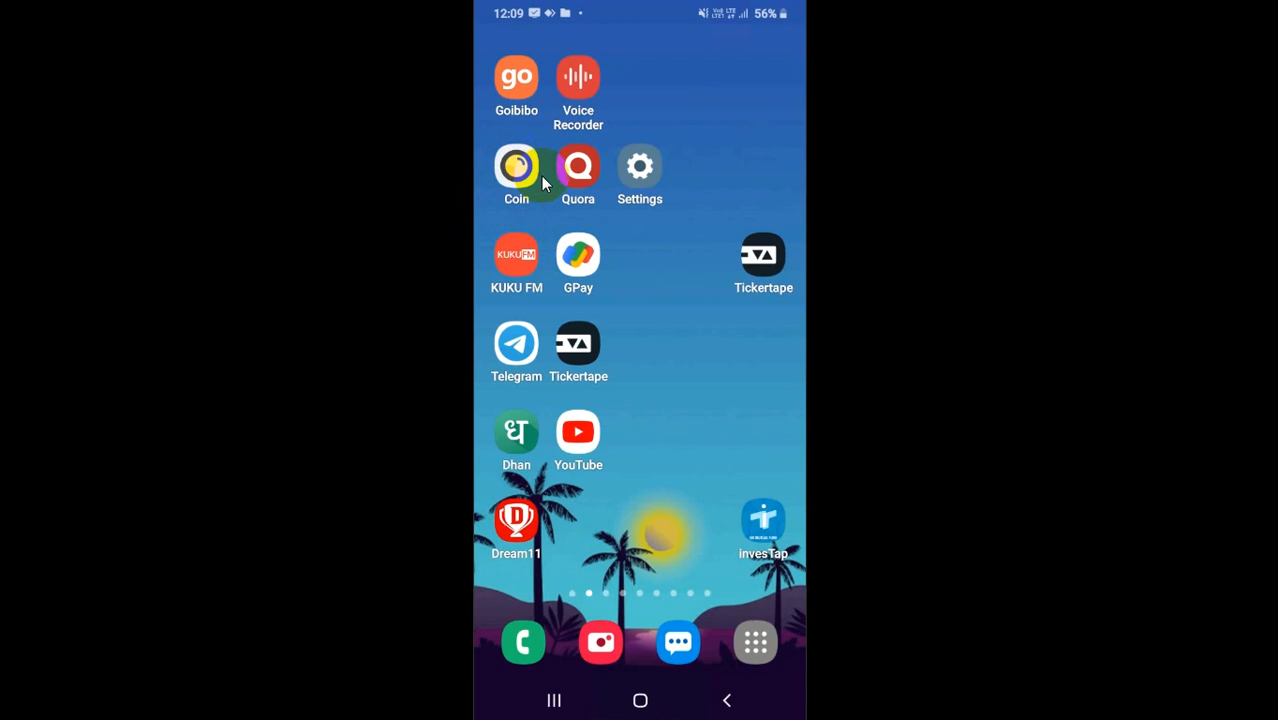 12:09
56%
go
Goibibo
Voice
Recorder
Coin
Quora
Settings
KUKU FM
KUKU FM
GPay
Tickertape
Telegram
Tickertape
ध
Dhan
YouTube
D
Dream11
invesTap